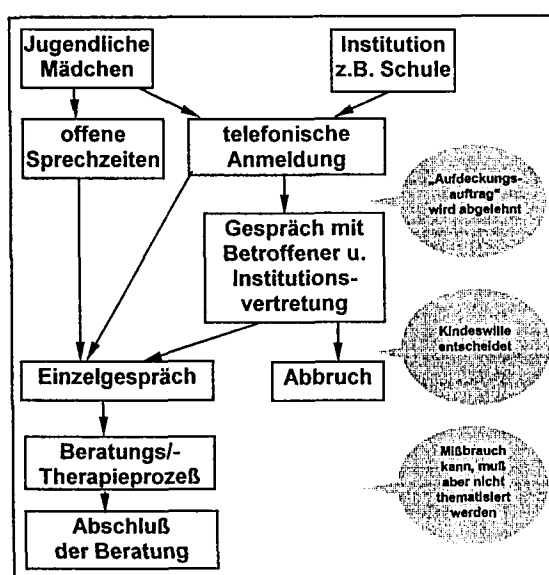 Jugendliche
Mädchen
Institution
z.B. Schule
offene
Sprechzeiten
telefonische
Anmeldung
„Aufdeckungs-
auftrag“
wird abgelehnt
Gespräch mit
Betroffener u.
Institutions-
vertretung
Kindeswille
entscheidet
Einzelgespräch
Abbruch
Beratungs/-
Therapieprozeß
Mißbrauch
kann, muß
aber nicht
thematisiert
werden
Abschluß
der Beratung